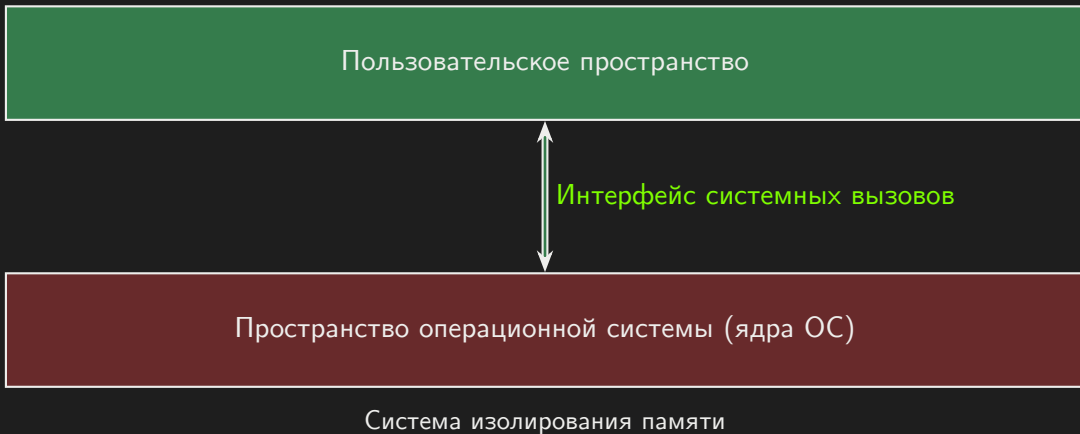 Пользовательское пространство
Интерфейс системных вызовов
Пространство операционной системы (ядра ОС)
Система изолирования памяти